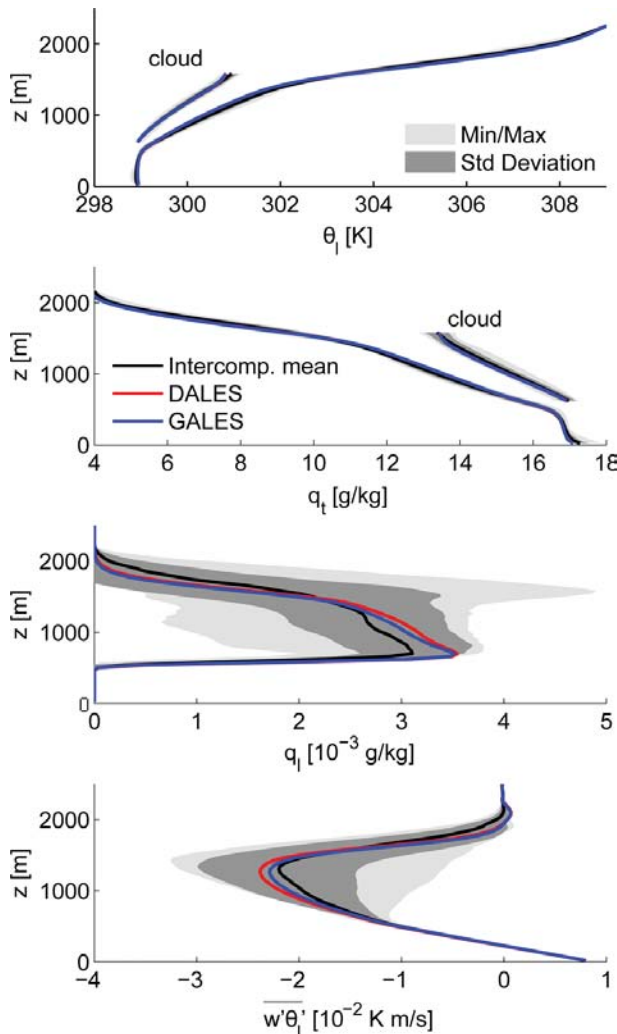 2000
1000
0
z [m]
cloud
Min/Max
Std Deviation
298 300 302 304 306 308
θl [K]
2000
1000
0
z [m]
cloud
Intercomp. mean
DALES
GALES
4 6 8 10 12 14 16 18
qt [g/kg]
2000
1000
0
z [m]
0 1 2 3 4 5
ql [10⁻³ g/kg]
2000
1000
0
z [m]
−4 −3 −2 −1 0 1
w'θl' [10⁻² K m/s]